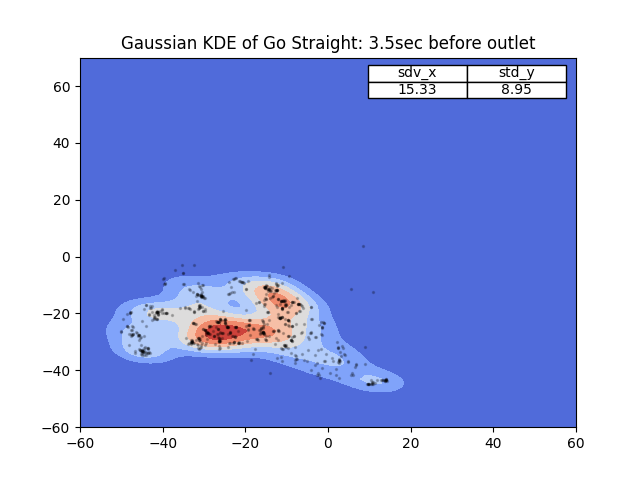 Gaussian KDE of Go Straight: 3.5sec before outlet
sdv_x std_y
15.33 8.95
60
40
20
0
−20
−40
−60
−60 −40 −20 0 20 40 60